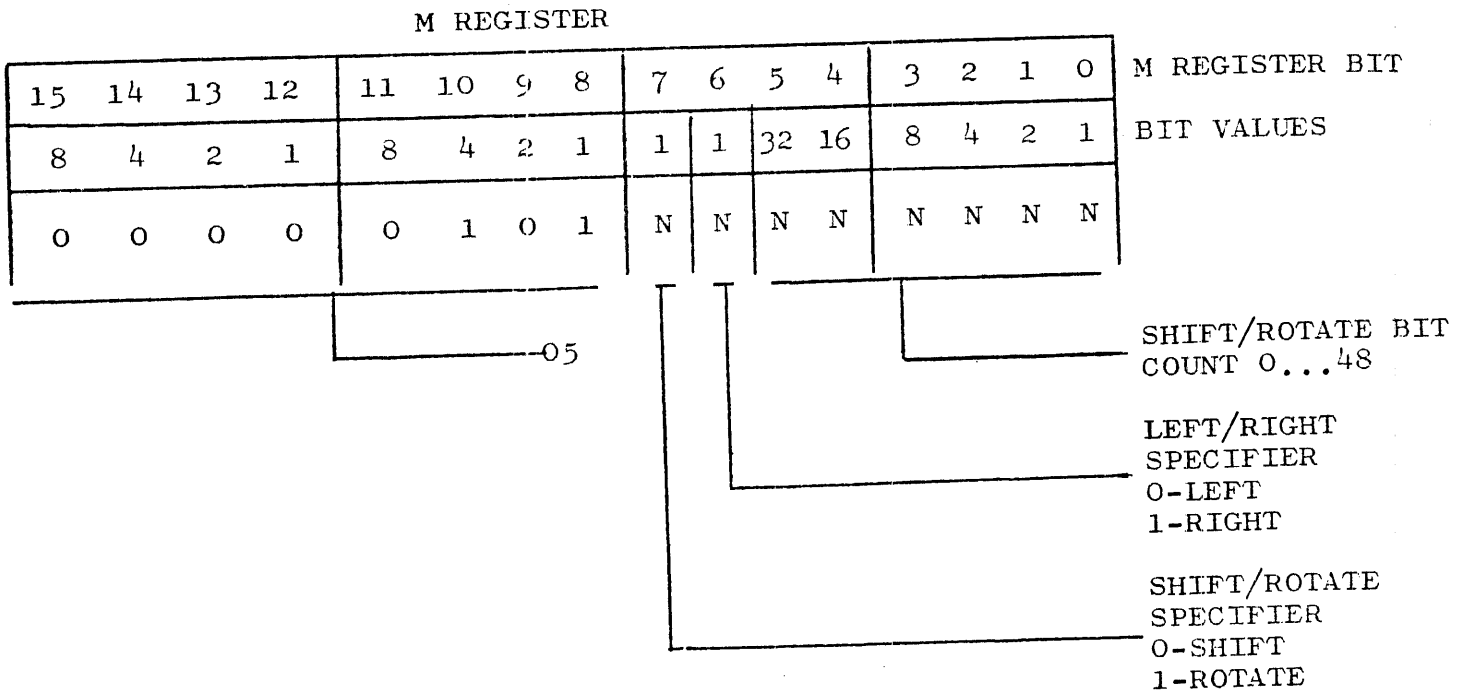 M REGISTER
15 14 13 12 11 10 9 8 7 6 5 4 3 2 1 0 M REGISTER BIT
8 4 2 1 8 4 2 1 1 1 32 16 8 4 2 1 BIT VALUES
0 0 0 0 0 1 0 1 N N N N N N N N
05
SHIFT/ROTATE BIT
COUNT 0...48
LEFT/RIGHT
SPECIFIER
0-LEFT
1-RIGHT
SHIFT/ROTATE
SPECIFIER
0-SHIFT
1-ROTATE